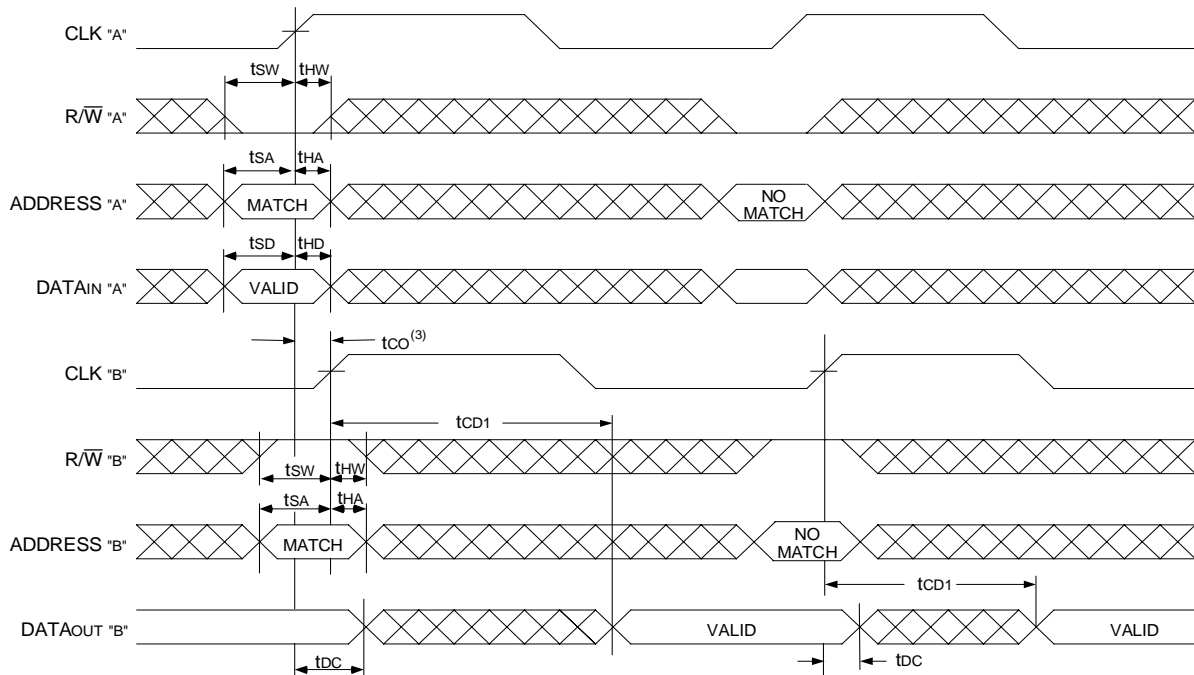 CLK "A"
tSW tHW
R/W̅ "A"
tSA tHA
ADDRESS "A" MATCH NO MATCH
tSD tHD
DATAIN "A" VALID
tCO(3)
CLK "B"
tCD1
R/W̅ "B"
tSW tHW
tSA tHA
ADDRESS "B" MATCH NO MATCH
tCD1
DATAOUT "B" VALID VALID
tDC tDC